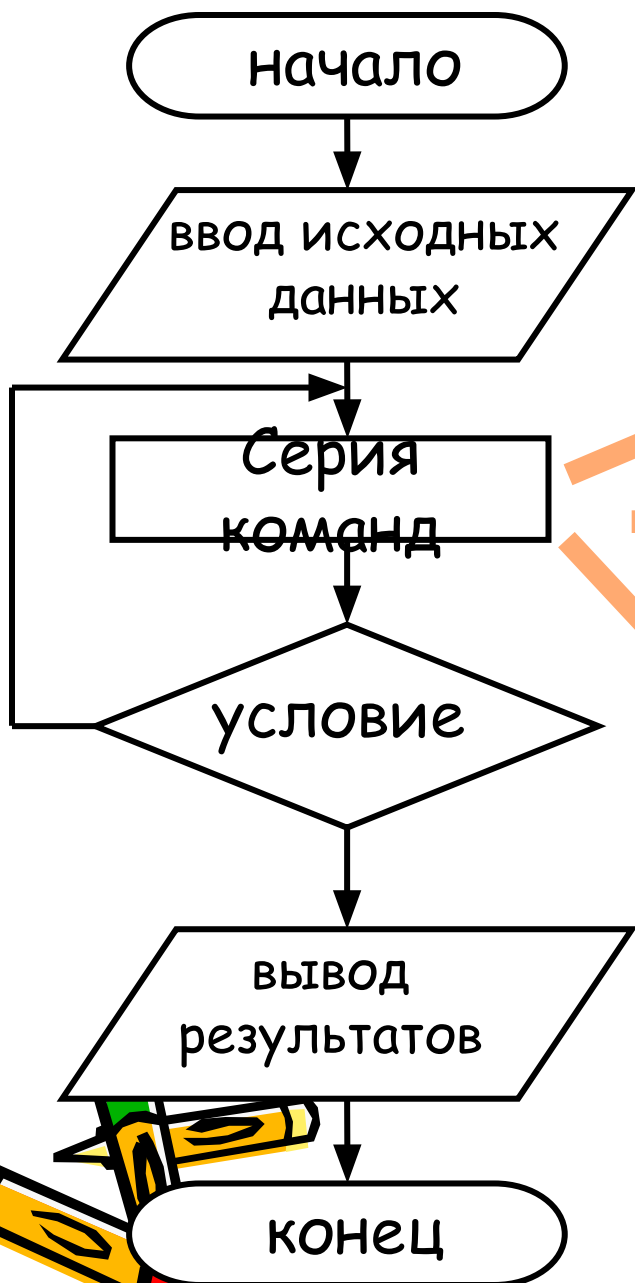 начало
ввод исходных
данных
Серия
команд
условие
вывод
результатов
конец